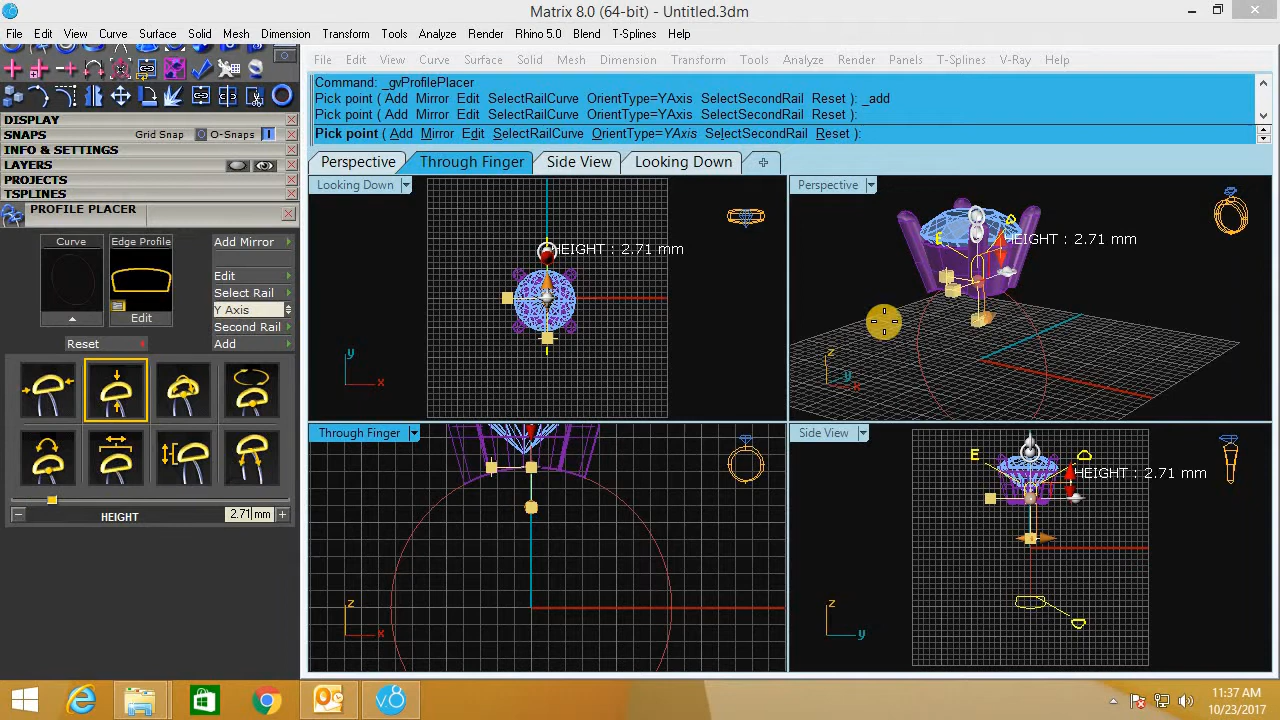 Matrix 8.0 (64-bit) - Untitled.3dm
File Edit View Curve Surface Solid Mesh Dimension Transform Tools Analyze Render Rhino 5.0 Blend T-Splines Help
File Edit View Curve Surface Solid Mesh Dimension Transform Tools Analyze Render Panels T-Splines V-Ray Help
Command: _gvProfilePlacer
Pick point ( Add Mirror Edit SelectRailCurve OrientType=YAxis SelectSecondRail Reset ): _add
Pick point ( Add Mirror Edit SelectRailCurve OrientType=YAxis SelectSecondRail Reset ):
Pick point ( Add Mirror Edit SelectRailCurve OrientType=YAxis SelectSecondRail Reset ):
DISPLAY
SNAPS Grid Snap O-Snaps
INFO & SETTINGS
LAYERS
PROJECTS
TSPLINES
PROFILE PLACER
Curve Edge Profile Add Mirror
Edit
Select Rail
Y Axis
Edit Second Rail
Reset Add
HEIGHT 2.71 mm
Perspective Through Finger Side View Looking Down
Looking Down
HEIGHT : 2.71 mm
y
x
Perspective
E D
HEIGHT : 2.71 mm
z
y
x
Through Finger
z
x
Side View
E D
HEIGHT : 2.71 mm
z
y
11:37 AM
10/23/2017